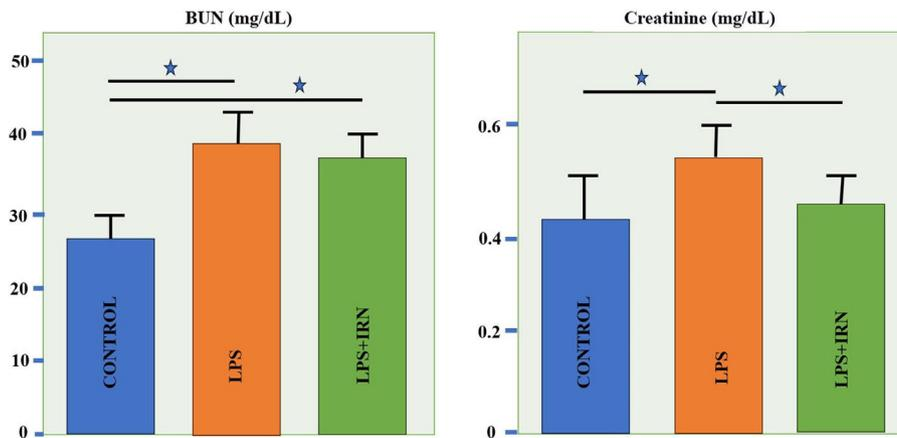 BUN (mg/dL)
50
40
30
20
10
0
CONTROL
LPS
LPS+IRN
Creatinine (mg/dL)
0.6
0.4
0.2
0
CONTROL
LPS
LPS+IRN